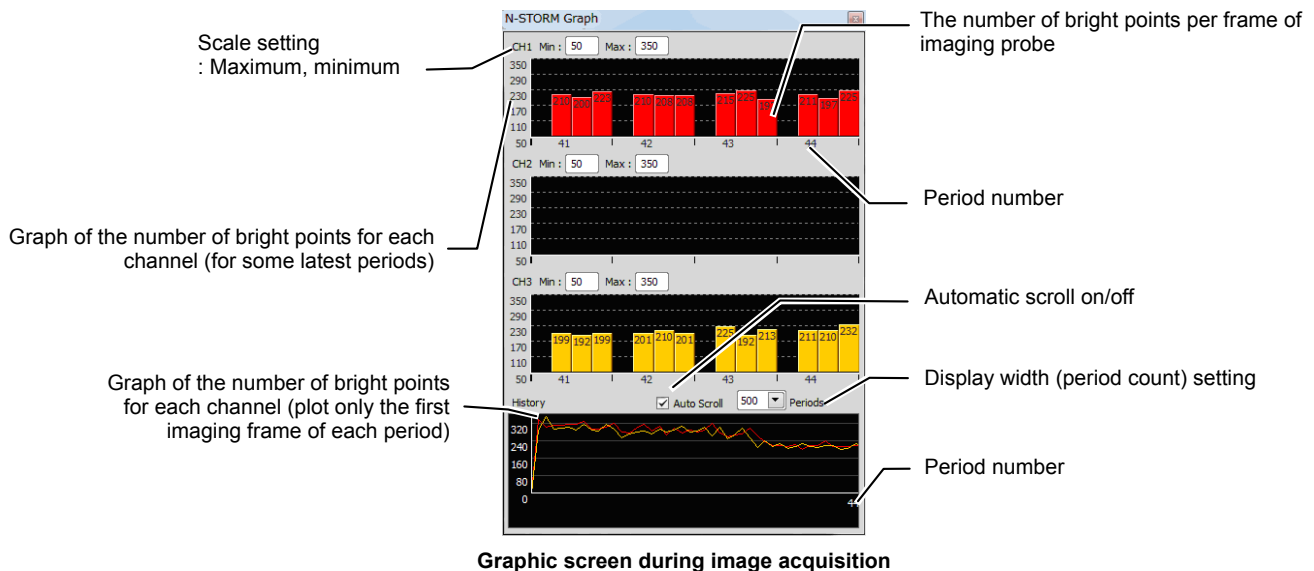 N-STORM Graph
Scale setting
: Maximum, minimum
The number of bright points per frame of
imaging probe
CH1 Min : 50 Max : 350
350
290
230
170
110
50
210 200 223 210 208 208 215 225 211 197 225
41 42 43 44
Period number
CH2 Min : 50 Max : 350
350
290
230
170
110
50
Graph of the number of bright points for each
channel (for some latest periods)
CH3 Min : 50 Max : 350
350
290
230
170
110
50
199 192 199 201 210 201 225 192 213 211 210 232
41 42 43 44
Automatic scroll on/off
Display width (period count) setting
Graph of the number of bright points
for each channel (plot only the first
imaging frame of each period)
History Auto Scroll 500 Periods
320
240
160
80
0
44
Period number
Graphic screen during image acquisition